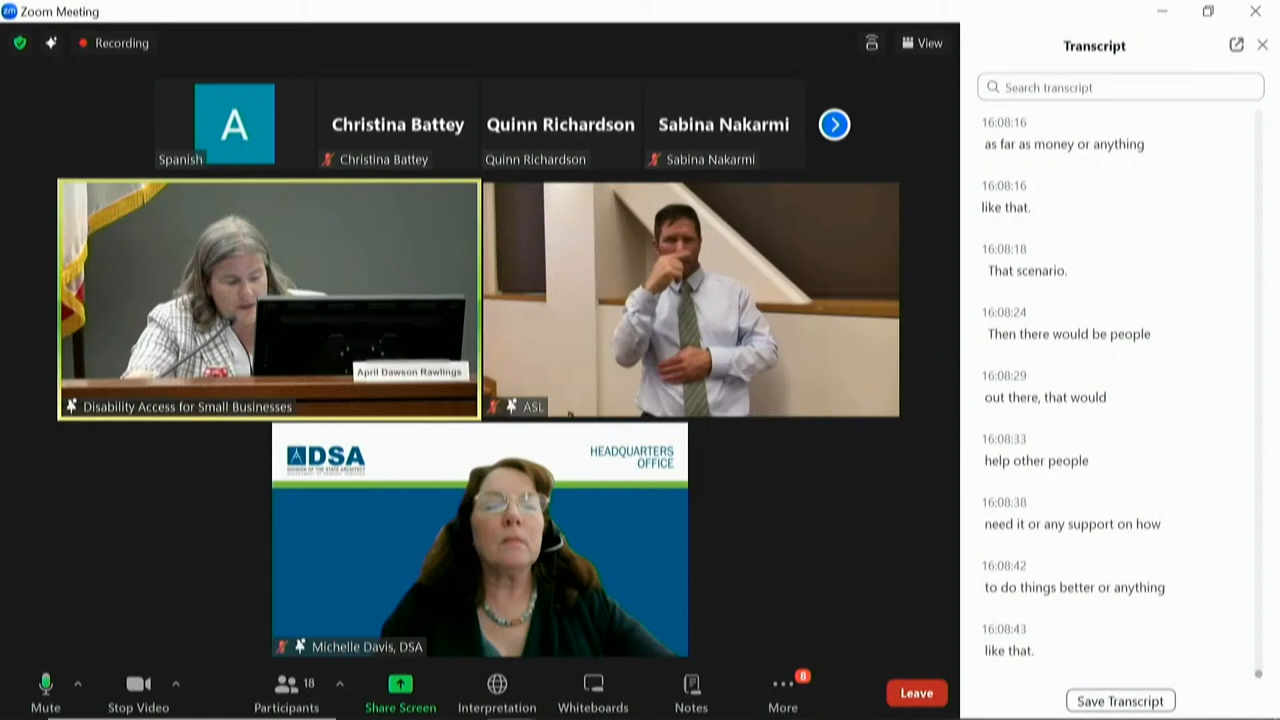 zm Zoom Meeting
Recording
View
A
Spanish
Christina Battey
Christina Battey
Quinn Richardson
Quinn Richardson
Sabina Nakarmi
Sabina Nakarmi
April Dawson Rawlings
Disability Access for Small Businesses
ASL
DSA
DIVISION OF THE STATE ARCHITECT
HEADQUARTERS
OFFICE
Michelle Davis, DSA
Mute
Stop Video
18
Participants
Share Screen
Interpretation
Whiteboards
Notes
8
More
Leave
Transcript
Search transcript
16:08:16
as far as money or anything
16:08:16
like that.
16:08:18
That scenario.
16:08:24
Then there would be people
16:08:29
out there, that would
16:08:33
help other people
16:08:38
need it or any support on how
16:08:42
to do things better or anything
16:08:43
like that.
Save Transcript